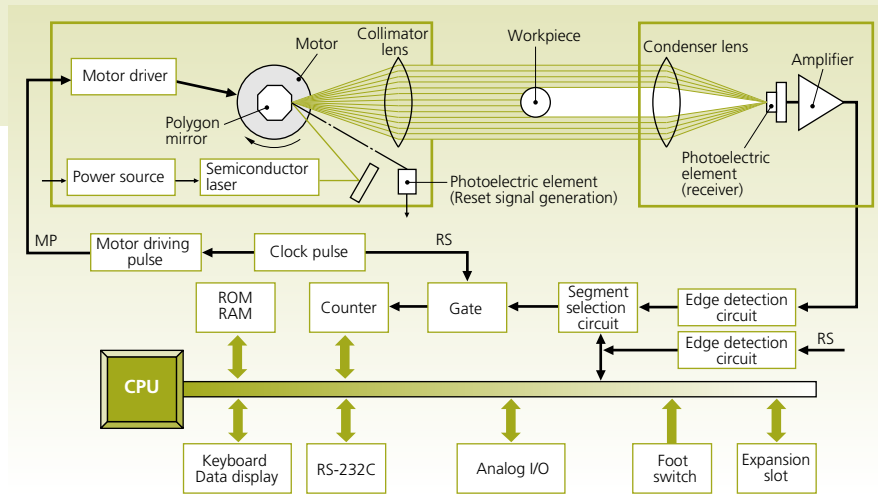 Motor
Collimator
lens
Workpiece
Condenser lens
Amplifier
Motor driver
Polygon
mirror
Power source
Semiconductor
laser
Photoelectric element
(Reset signal generation)
Photoelectric
element
(receiver)
MP
Motor driving
pulse
Clock pulse
RS
ROM
RAM
Counter
Gate
Segment
selection
circuit
Edge detection
circuit
Edge detection
circuit
RS
CPU
Keyboard
Data display
RS-232C
Analog I/O
Foot
switch
Expansion
slot